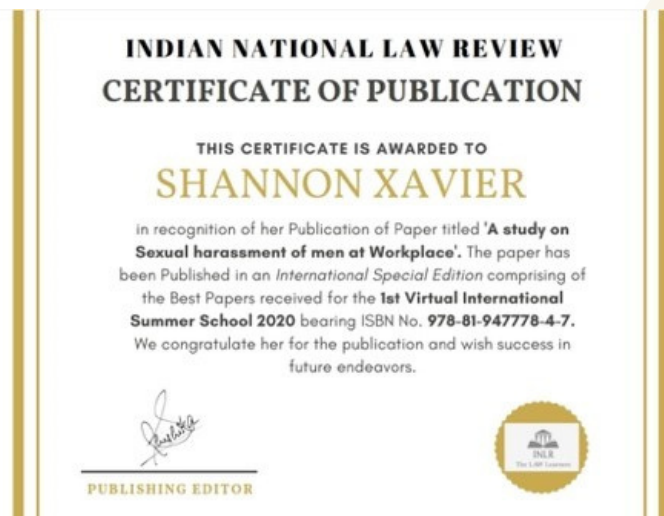 INDIAN NATIONAL LAW REVIEW
CERTIFICATE OF PUBLICATION
THIS CERTIFICATE IS AWARDED TO
SHANNON XAVIER
in recognition of her Publication of Paper titled 'A study on
Sexual harassment of men at Workplace'. The paper has
been Published in an International Special Edition comprising of
the Best Papers received for the 1st Virtual International
Summer School 2020 bearing ISBN No. 978-81-947778-4-7.
We congratulate her for the publication and wish success in
future endeavors.
PUBLISHING EDITOR
INLR
The LAW Learners